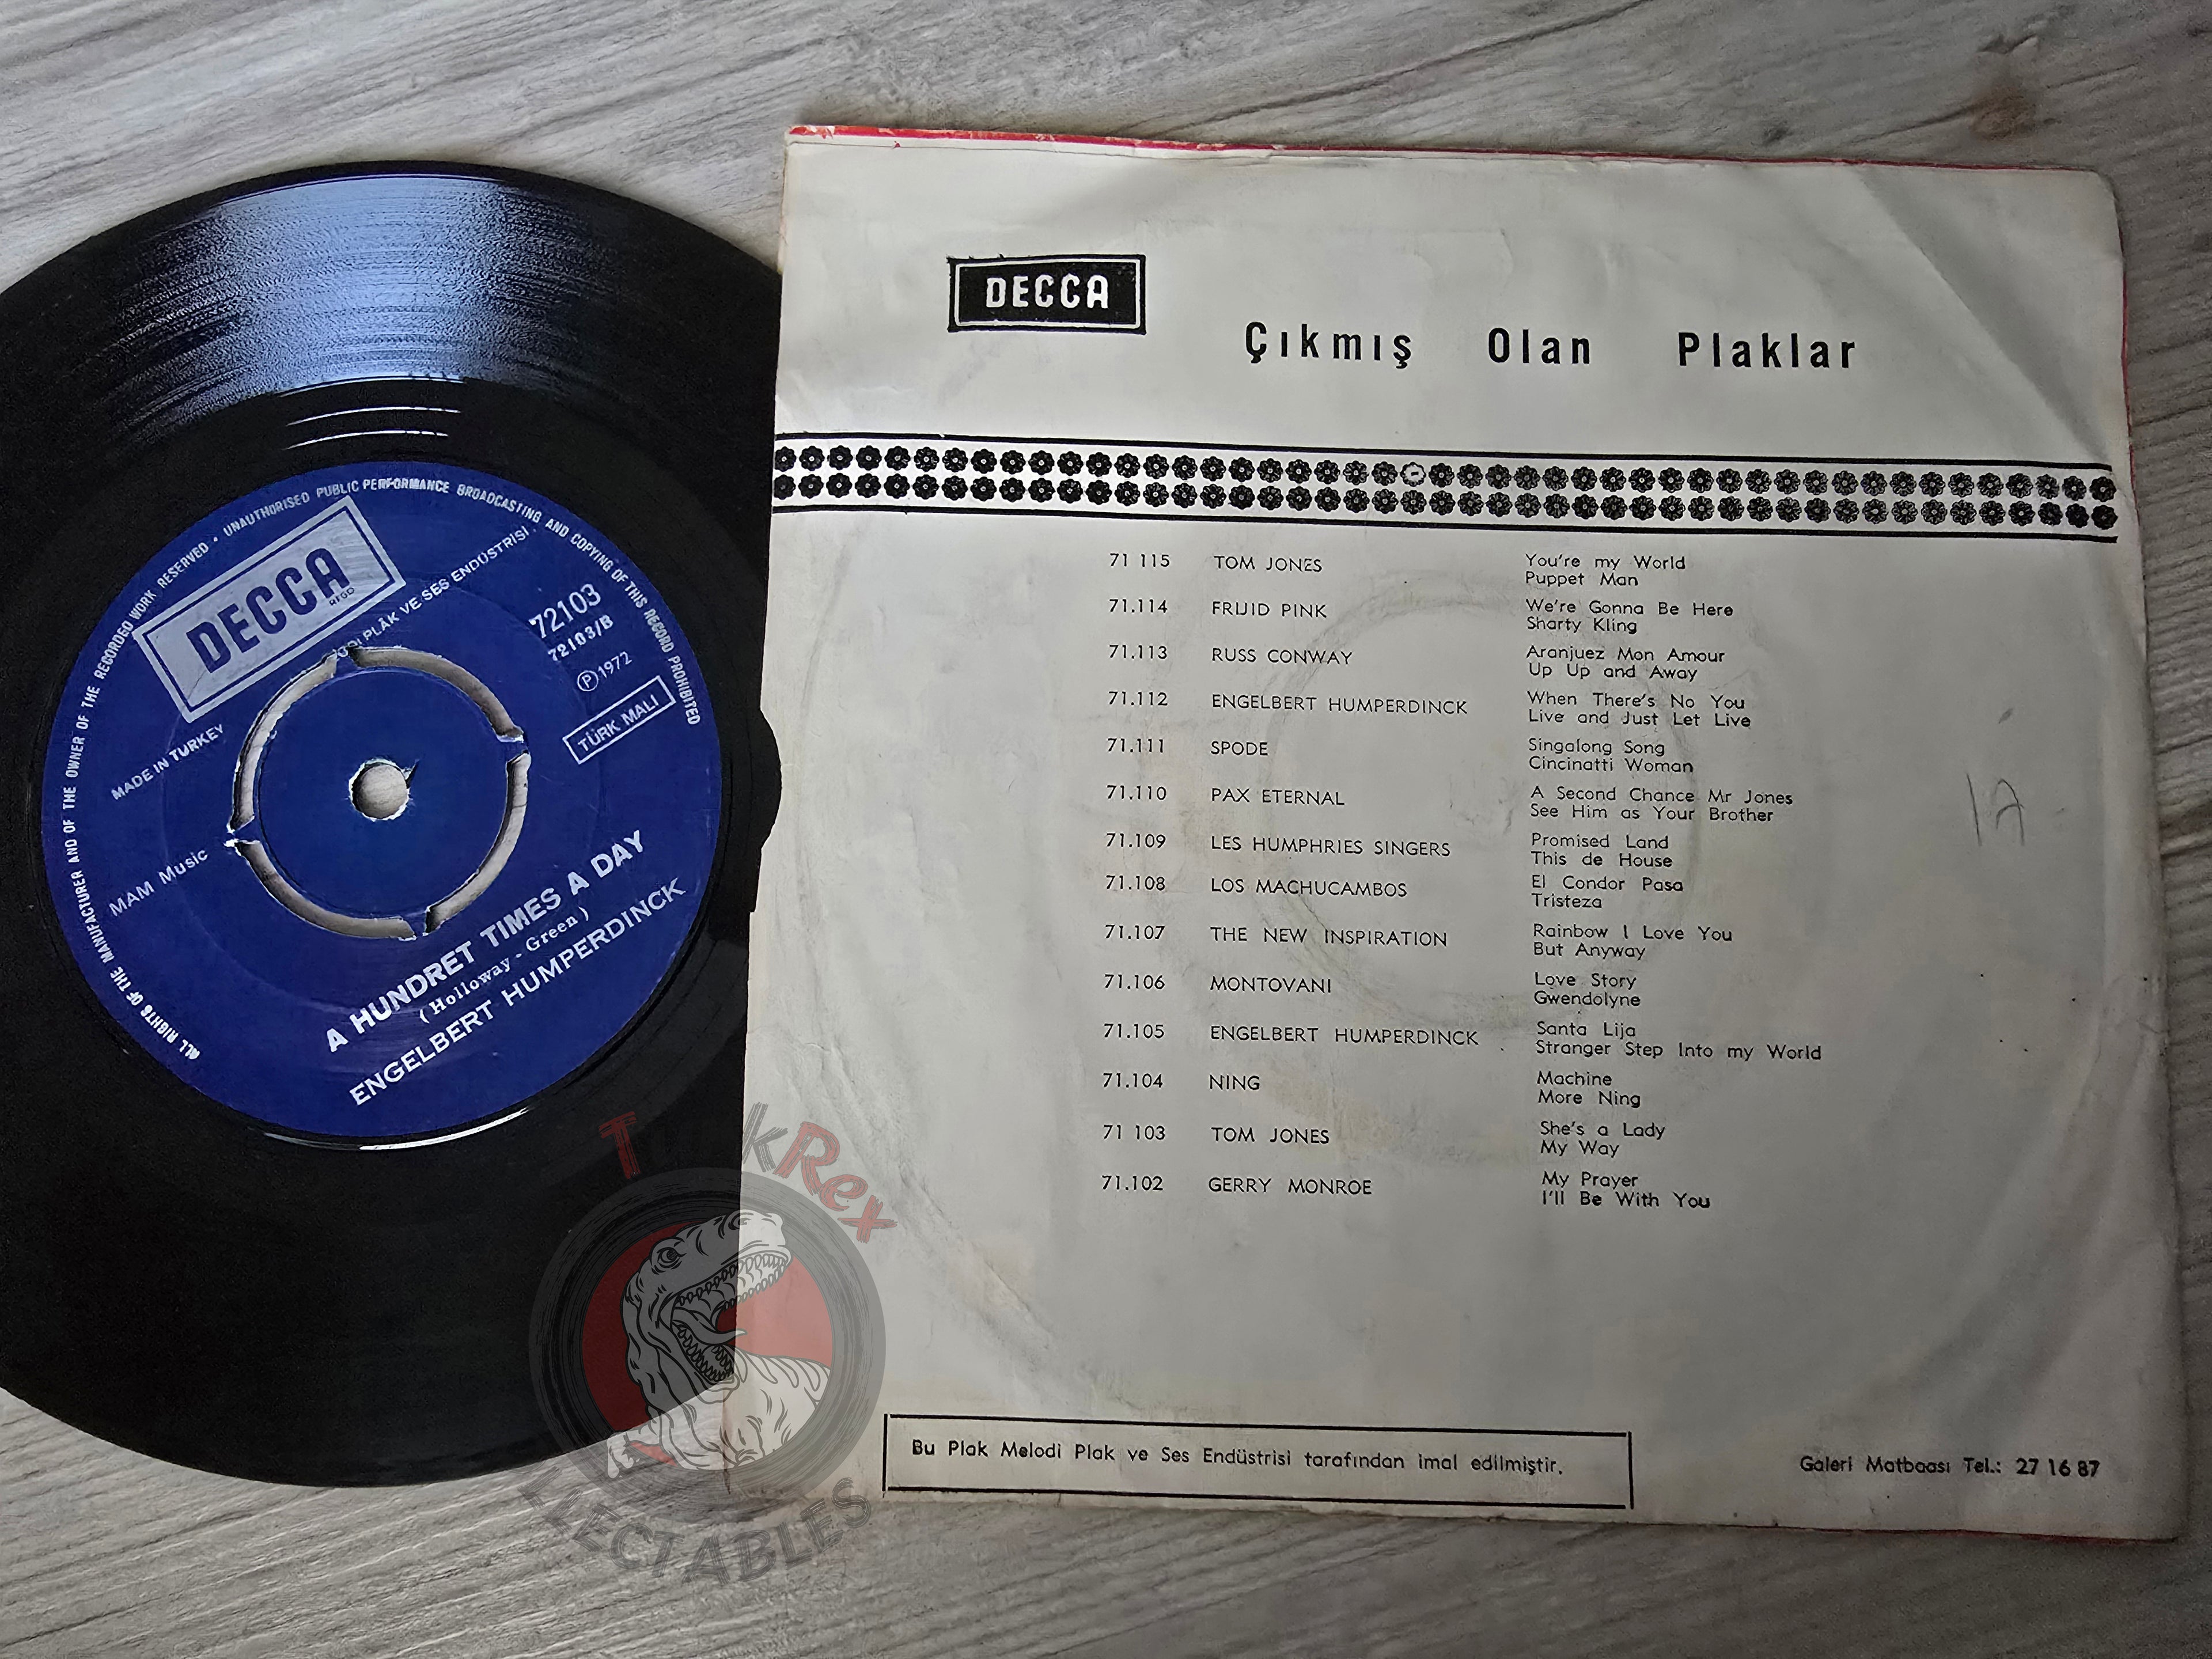 ALL RIGHTS OF THE MANUFACTURER AND OF THE OWNER OF THE RECORDED WORK RESERVED • UNAUTHORISED PUBLIC PERFORMANCE BROADCASTING AND COPYING OF THIS RECORD PROHIBITED
DECCA
REGD
PLÂK VE SES ENDÜSTRISI
72103
72103/B
Ⓟ 1972
TÜRK MALI
MADE IN TURKEY
MAM Music
A HUNDRET TIMES A DAY
( Holloway - Green )
ENGELBERT HUMPERDINCK
DECCA
Çıkmış Olan Plaklar
71 115 TOM JONES You're my World
Puppet Man
71.114 FRIJID PINK We're Gonna Be Here
Sharty Kling
71.113 RUSS CONWAY Aranjuez Mon Amour
Up Up and Away
71.112 ENGELBERT HUMPERDINCK When There's No You
Live and Just Let Live
71.111 SPODE Singalong Song
Cincinatti Woman
71.110 PAX ETERNAL A Second Chance Mr Jones
See Him as Your Brother
71.109 LES HUMPHRIES SINGERS Promised Land
This de House
71.108 LOS MACHUCAMBOS El Condor Pasa
Tristeza
71.107 THE NEW INSPIRATION Rainbow I Love You
But Anyway
71.106 MONTOVANI Love Story
Gwendolyne
71.105 ENGELBERT HUMPERDINCK Santa Lija
Stranger Step Into my World
71.104 NING Machine
More Ning
71 103 TOM JONES She's a Lady
My Way
71.102 GERRY MONROE My Prayer
I'll Be With You
Bu Plak Melodi Plak ve Ses Endüstrisi tarafından imal edilmiştir.
Galeri Matbaası Tel.: 27 16 87